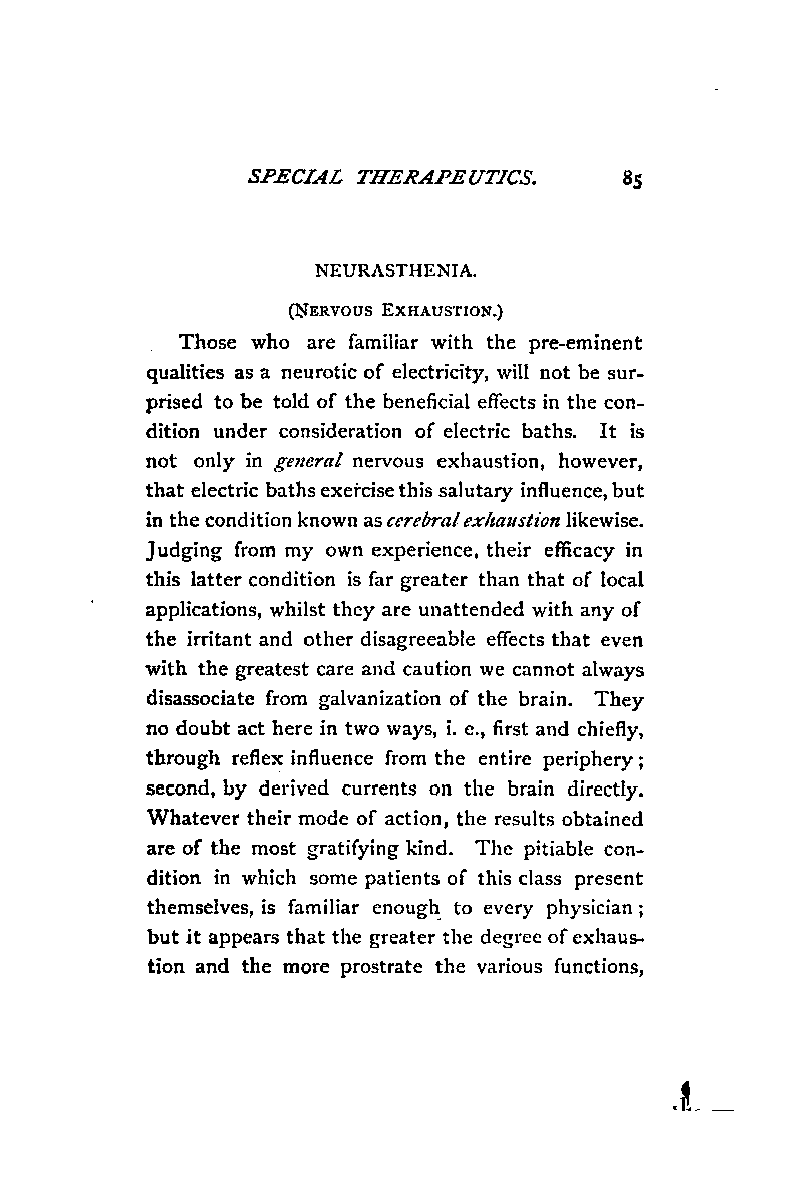 SPECIAL THERAPEUTICS. 85
NEURASTHENIA.
(NERVOUS EXHAUSTION.)
Those who are familiar with the pre-eminent
qualities as a neurotic of electricity, will not be sur-
prised to be told of the beneficial effects in the con-
dition under consideration of electric baths. It is
not only in general nervous exhaustion, however,
that electric baths exercise this salutary influence, but
in the condition known as cerebral exhaustion likewise.
Judging from my own experience, their efficacy in
this latter condition is far greater than that of local
applications, whilst they are unattended with any of
the irritant and other disagreeable effects that even
with the greatest care and caution we cannot always
disassociate from galvanization of the brain. They
no doubt act here in two ways, i. e., first and chiefly,
through reflex influence from the entire periphery;
second, by derived currents on the brain directly.
Whatever their mode of action, the results obtained
are of the most gratifying kind. The pitiable con-
dition in which some patients of this class present
themselves, is familiar enough to every physician;
but it appears that the greater the degree of exhaus-
tion and the more prostrate the various functions,